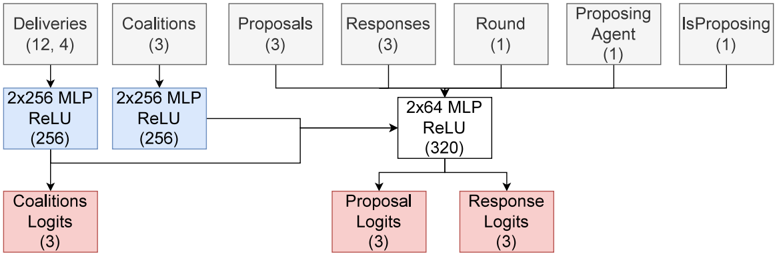 Deliveries
(12, 4)
Coalitions
(3)
Proposals
(3)
Responses
(3)
Round
(1)
Proposing
Agent
(1)
IsProposing
(1)
2x256 MLP
ReLU
(256)
2x256 MLP
ReLU
(256)
2x64 MLP
ReLU
(320)
Coalitions
Logits
(3)
Proposal
Logits
(3)
Response
Logits
(3)